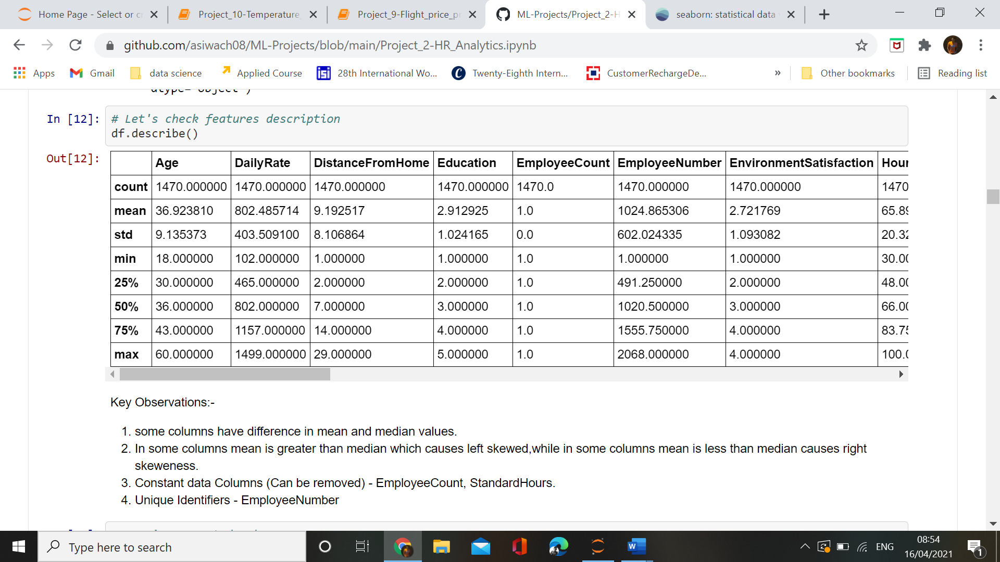 Home Page - Select or c
Project_10-Temperature_
Project_9-Flight_price_p
ML-Projects/Project_2-H
seaborn: statistical data
github.com/asiwach08/ML-Projects/blob/main/Project_2-HR_Analytics.ipynb
Apps Gmail data science Applied Course 28th International Wo... Twenty-Eighth Intern... CustomerRechargeDe... » Other bookmarks Reading list
dtype='object')
In [12]:
# Let's check features description
df.describe()
Out[12]:
Age DailyRate DistanceFromHome Education EmployeeCount EmployeeNumber EnvironmentSatisfaction Hour
count 1470.000000 1470.000000 1470.000000 1470.000000 1470.0 1470.000000 1470.000000 1470
mean 36.923810 802.485714 9.192517 2.912925 1.0 1024.865306 2.721769 65.89
std 9.135373 403.509100 8.106864 1.024165 0.0 602.024335 1.093082 20.32
min 18.000000 102.000000 1.000000 1.000000 1.0 1.000000 1.000000 30.00
25% 30.000000 465.000000 2.000000 2.000000 1.0 491.250000 2.000000 48.00
50% 36.000000 802.000000 7.000000 3.000000 1.0 1020.500000 3.000000 66.00
75% 43.000000 1157.000000 14.000000 4.000000 1.0 1555.750000 4.000000 83.75
max 60.000000 1499.000000 29.000000 5.000000 1.0 2068.000000 4.000000 100.0
Key Observations:-
1. some columns have difference in mean and median values.
2. In some columns mean is greater than median which causes left skewed,while in some columns mean is less than median causes right
skeweness.
3. Constant data Columns (Can be removed) - EmployeeCount, StandardHours.
4. Unique Identifiers - EmployeeNumber
Type here to search
ENG
08:54
16/04/2021
1